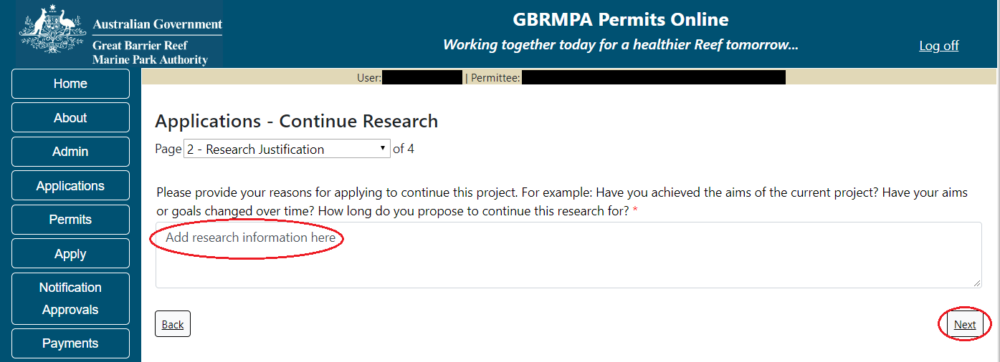 Australian Government
Great Barrier Reef
Marine Park Authority
GBRMPA Permits Online
Working together today for a healthier Reef tomorrow...
Log off
Home
About
Admin
Applications
Permits
Apply
Notification
Approvals
Payments
User: | Permittee:
Applications - Continue Research
Page 2 - Research Justification of 4
Please provide your reasons for applying to continue this project. For example: Have you achieved the aims of the current project? Have your aims
or goals changed over time? How long do you propose to continue this research for? *
Add research information here
Back
Next